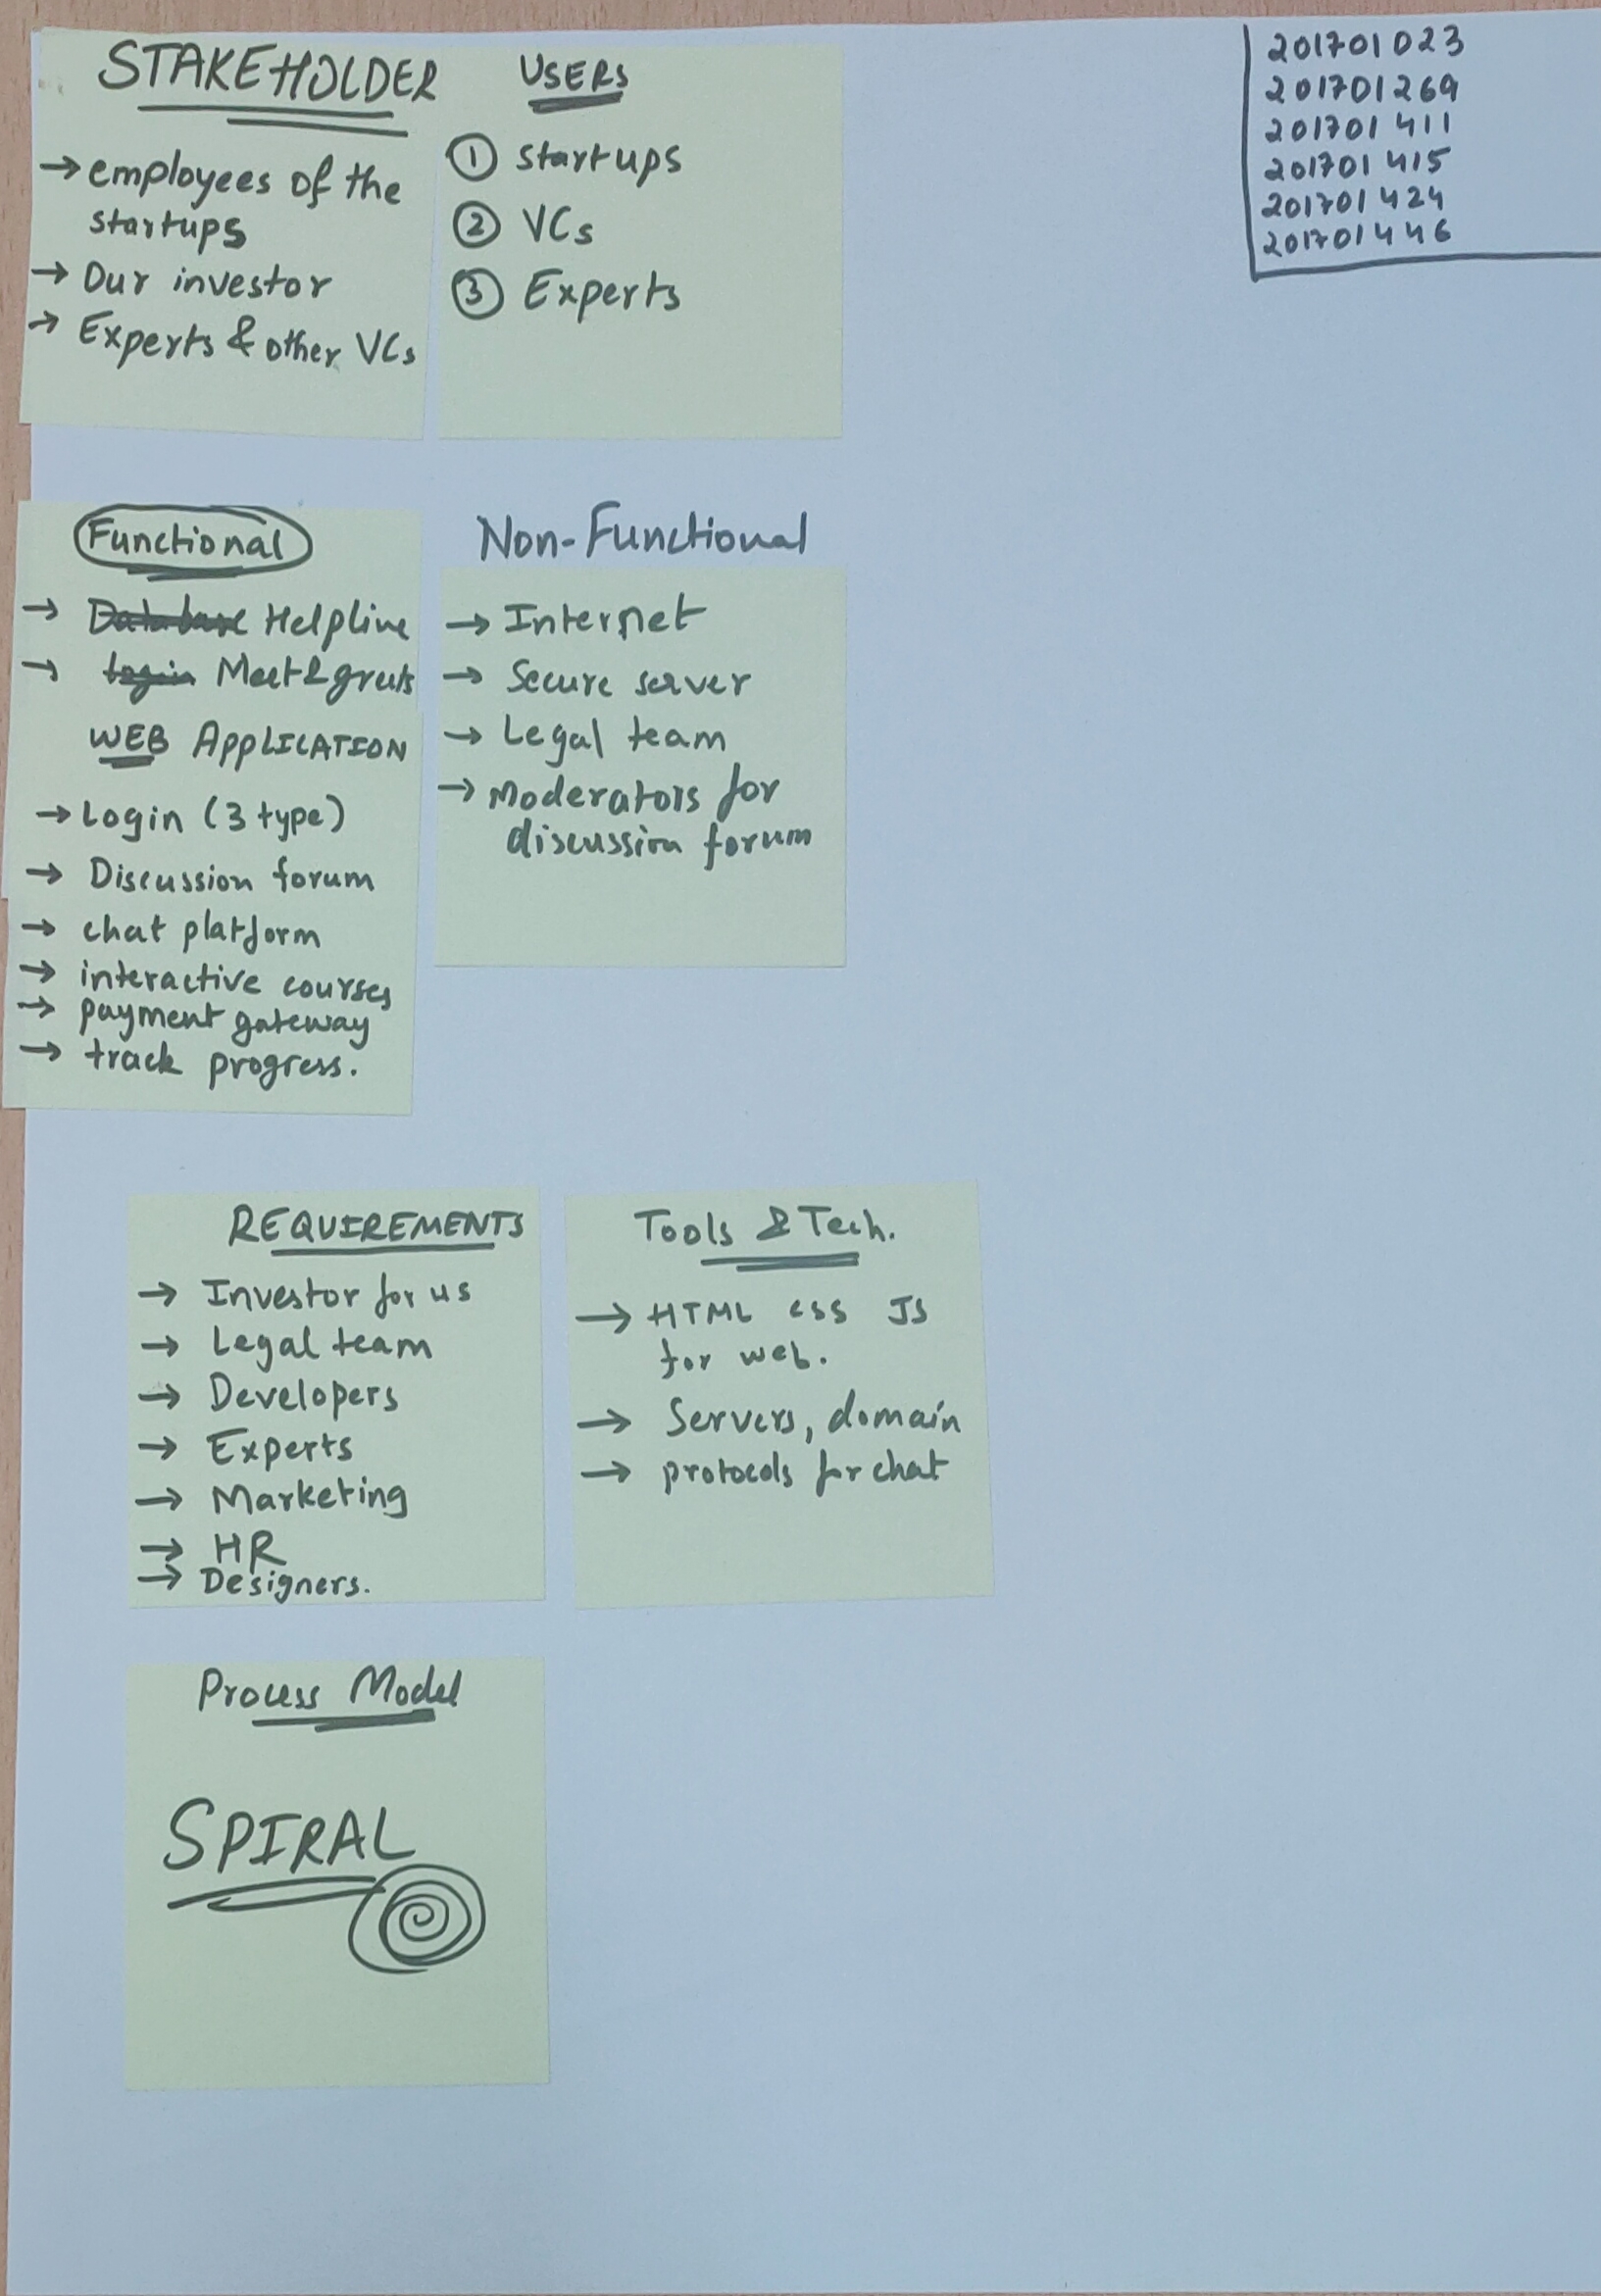 STAKEHOLDER
→ employees of the
startups
→ Our investor
→ Experts & other VCs
USERS
① startups
② VCs
③ Experts
201701023
201701269
201701411
201701415
201701424
201701446
Functional
→ Database Helpline
→ login Meet & greets
WEB APPLICATION
→ Login (3 type)
→ Discussion forum
→ chat platform
→ interactive courses
→ payment gateway
→ track progress.
Non-Functional
→ Internet
→ Secure server
→ Legal team
→ Moderators for
discussion forum
REQUIREMENTS
→ Investor for us
→ Legal team
→ Developers
→ Experts
→ Marketing
→ HR
→ Designers.
Tools & Tech.
→ HTML CSS JS
for web.
→ Servers, domain
→ protocols for chat
Process Model
SPIRAL